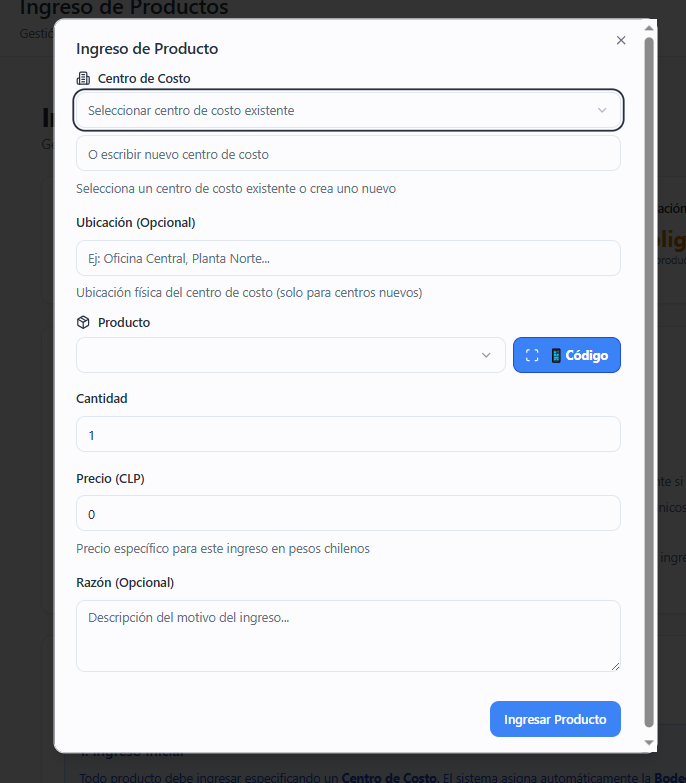 Ingreso de Productos
Ingreso de Producto
Centro de Costo
Seleccionar centro de costo existente
O escribir nuevo centro de costo
Selecciona un centro de costo existente o crea uno nuevo
Ubicación (Opcional)
Ej: Oficina Central, Planta Norte...
Ubicación física del centro de costo (solo para centros nuevos)
Producto
Código
Cantidad
1
Precio (CLP)
0
Precio específico para este ingreso en pesos chilenos
Razón (Opcional)
Descripción del motivo del ingreso...
Ingresar Producto
Todo producto debe ingresar especificando un Centro de Costo. El sistema asigna automáticamente la